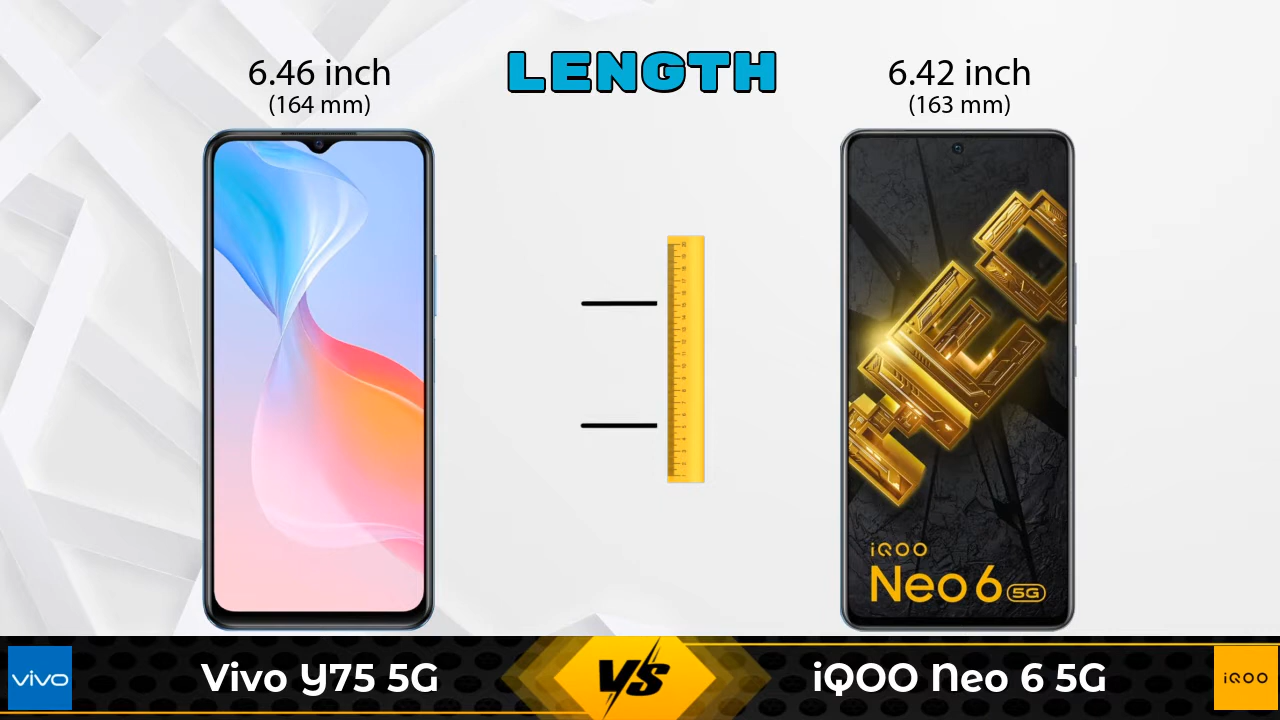 LENGTH
6.46 inch
(164 mm)
6.42 inch
(163 mm)
NEO
iQOO
Neo 6 5G
vivo
Vivo Y75 5G
VS
iQOO Neo 6 5G
iQOO